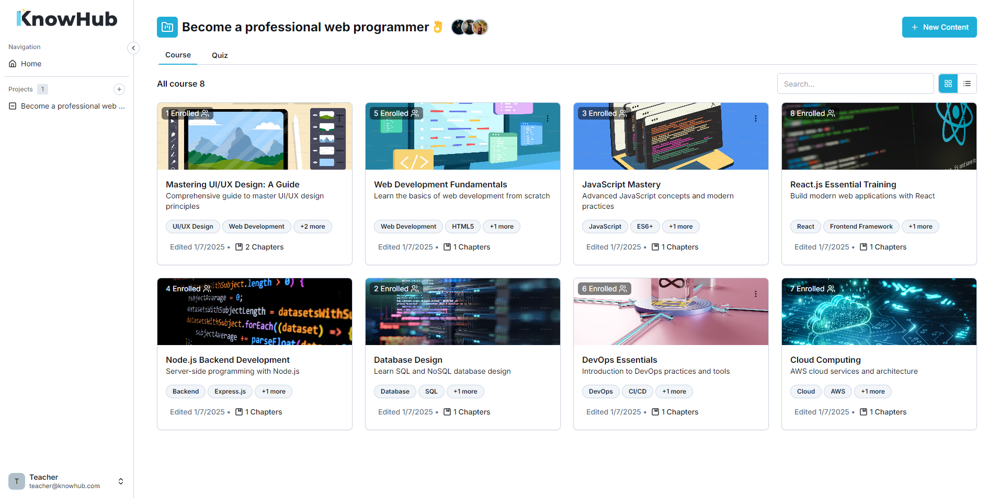 KnowHub
Navigation
Home
Projects 1
Become a professional web ...
Teacher
T
teacher@knowhub.com
Become a professional web programmer 👌
New Content
Course
Quiz
All course 8
Search...
1 Enrolled
Mastering UI/UX Design: A Guide
Comprehensive guide to master UI/UX design
principles
UI/UX Design
Web Development
+2 more
Edited 1/7/2025 • 2 Chapters
5 Enrolled
</>
Web Development Fundamentals
Learn the basics of web development from scratch
Web Development
HTML5
+1 more
Edited 1/7/2025 • 1 Chapters
3 Enrolled
JavaScript Mastery
Advanced JavaScript concepts and modern
practices
JavaScript
ES6+
+1 more
Edited 1/7/2025 • 1 Chapters
8 Enrolled
.js and save to
React.js Essential Training
Build modern web applications with React
React
Frontend Framework
+1 more
Edited 1/7/2025 • 1 Chapters
4 Enrolled
datasetsWithSubject.length > 0) {
subjectAverage = 0;
datasetsWithSubjectLength = datasetsWithSu
datasetsWithSubject.forEach((dataset) => {
subjectAverage += parseFloat(
});
Node.js Backend Development
Server-side programming with Node.js
Backend
Express.js
+1 more
Edited 1/7/2025 • 1 Chapters
2 Enrolled
Database Design
Learn SQL and NoSQL database design
Database
SQL
+1 more
Edited 1/7/2025 • 1 Chapters
6 Enrolled
DevOps Essentials
Introduction to DevOps practices and tools
DevOps
CI/CD
+1 more
Edited 1/7/2025 • 1 Chapters
7 Enrolled
Cloud Computing
AWS cloud services and architecture
Cloud
AWS
+1 more
Edited 1/7/2025 • 1 Chapters